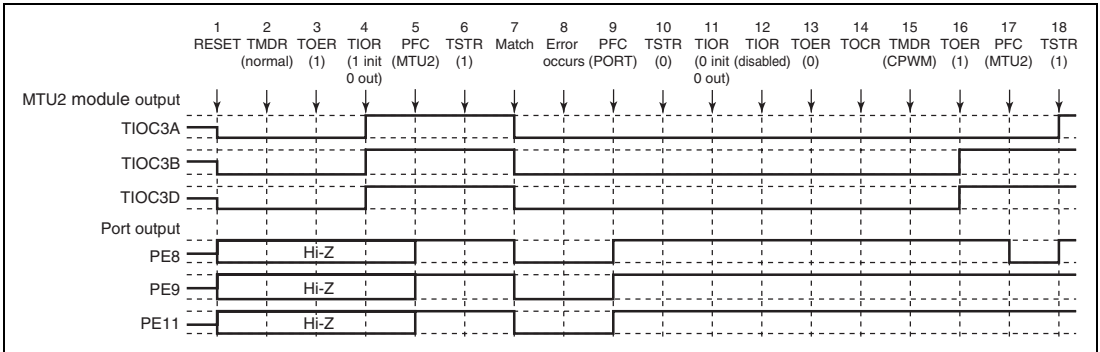 1 2 3 4 5 6 7 8 9 10 11 12 13 14 15 16 17 18
RESET TMDR TOER TIOR PFC TSTR Match Error PFC TSTR TIOR TIOR TOER TOCR TMDR TOER PFC TSTR
(normal) (1) (1 init (MTU2) (1) occurs (PORT) (0) (0 init (disabled) (0) (CPWM) (1) (MTU2) (1)
0 out) 0 out)
MTU2 module output
TIOC3A
TIOC3B
TIOC3D
Port output
PE8 Hi-Z
PE9 Hi-Z
PE11 Hi-Z